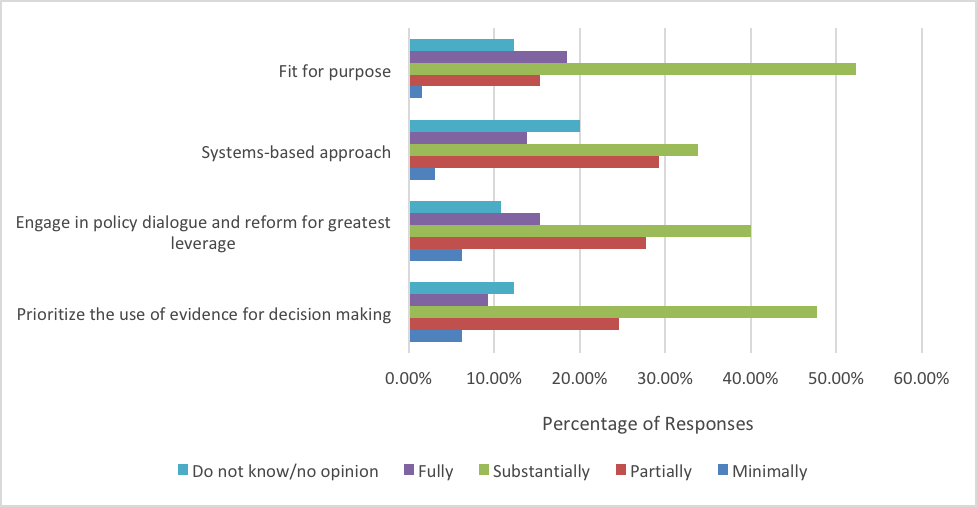 Fit for purpose
Systems-based approach
Engage in policy dialogue and reform for greatest
leverage
Prioritize the use of evidence for decision making
0.00% 10.00% 20.00% 30.00% 40.00% 50.00% 60.00%
Percentage of Responses
Do not know/no opinion Fully Substantially Partially Minimally